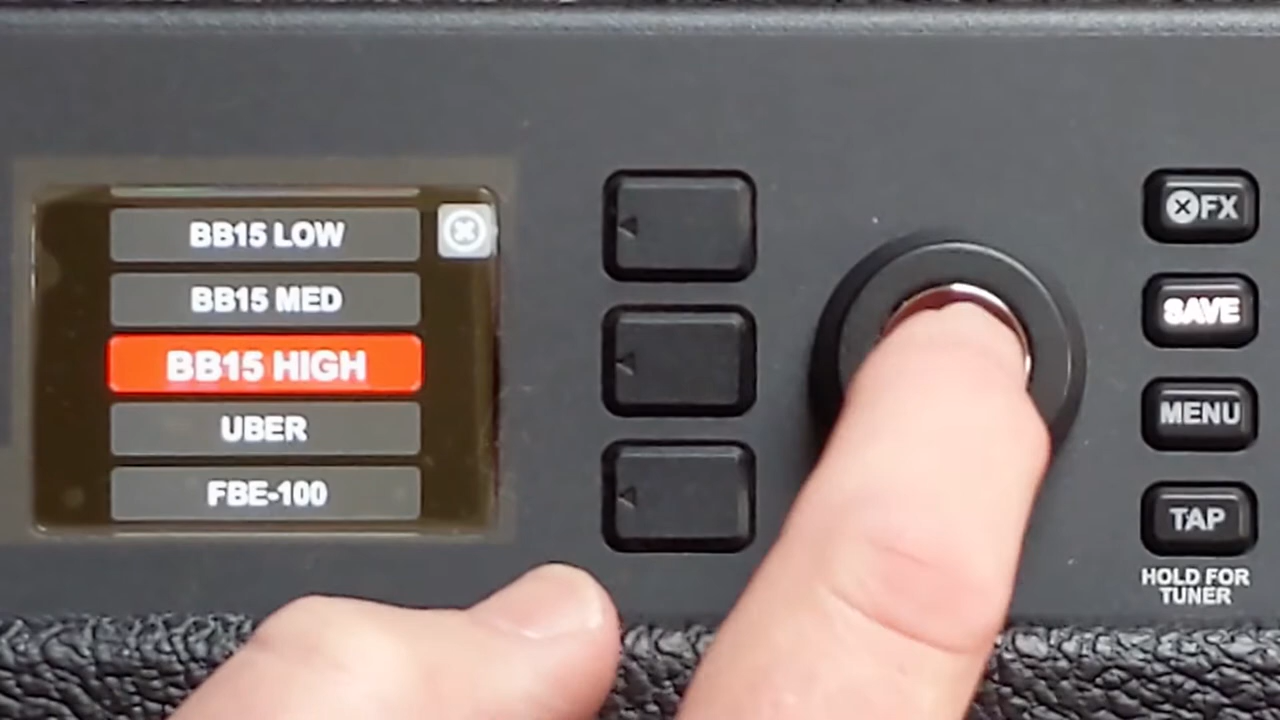 BB15 LOW
BB15 MED
BB15 HIGH
UBER
FBE-100
FX
SAVE
MENU
TAP
HOLD FOR
TUNER